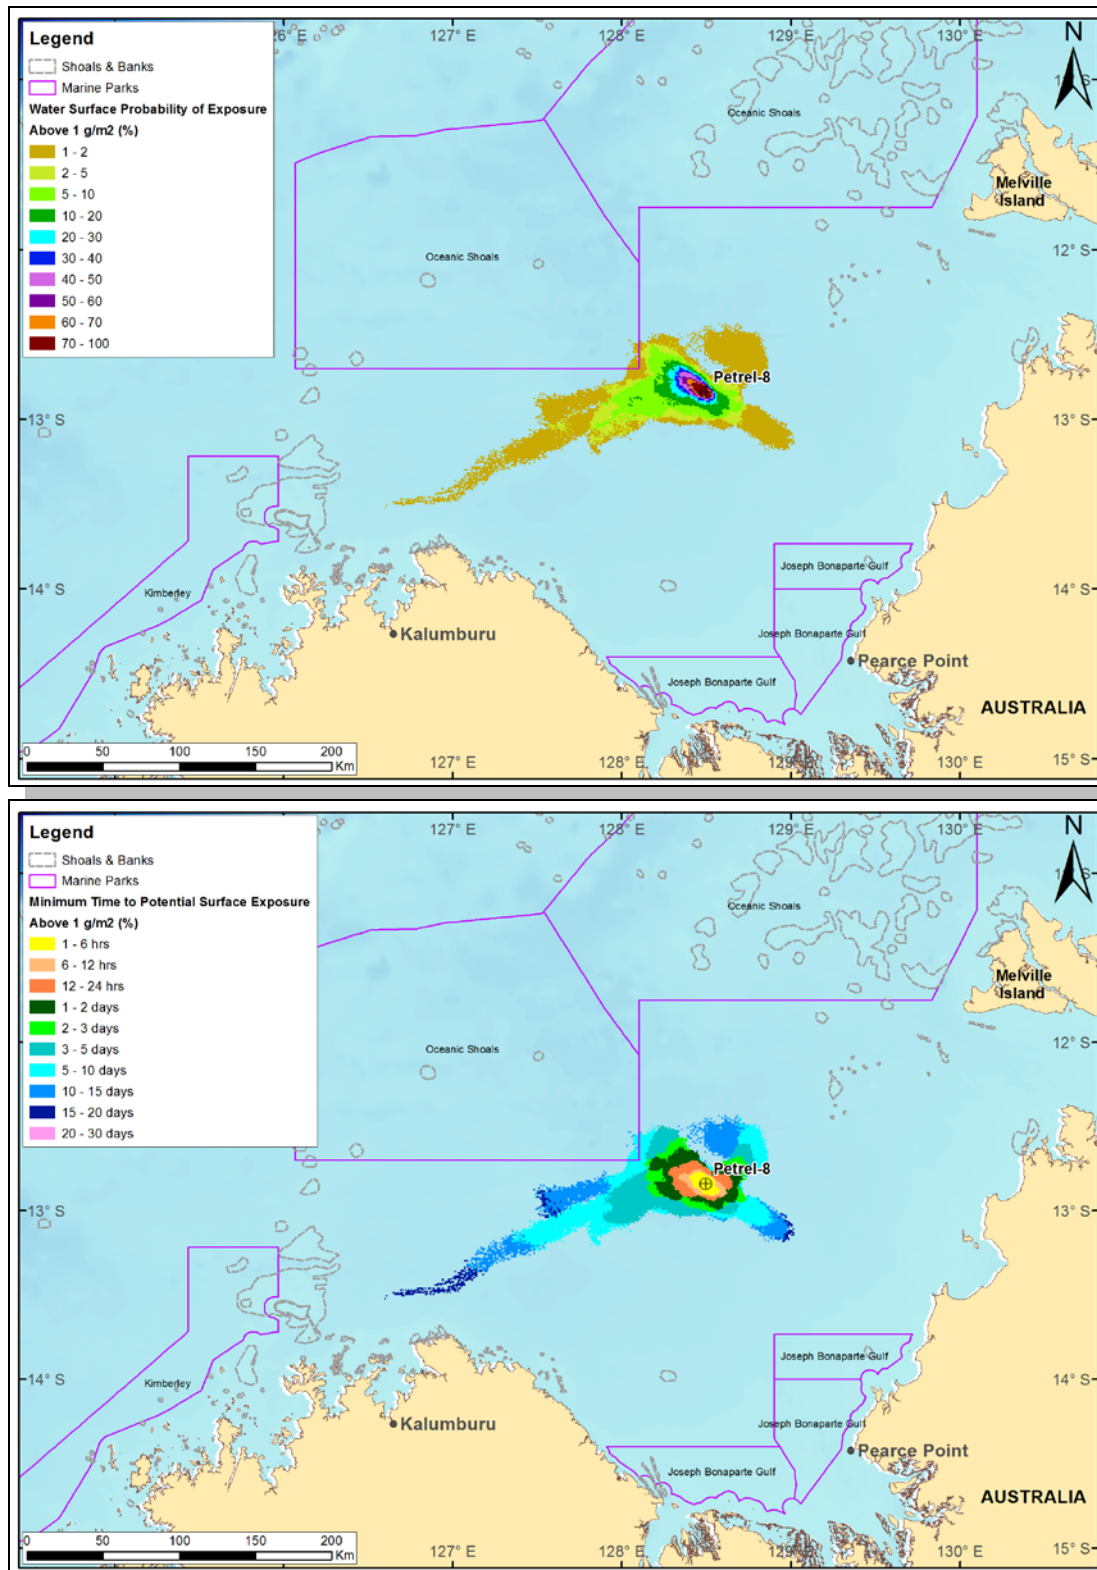 Legend
Shoals & Banks
Marine Parks
Water Surface Probability of Exposure
Above 1 g/m2 (%)
1 - 2
2 - 5
5 - 10
10 - 20
20 - 30
30 - 40
40 - 50
50 - 60
60 - 70
70 - 100
127° E
128° E
129° E
130° E
N
Oceanic Shoals
Melville
Island
12° S
Oceanic Shoals
Petrel-8
13° S
13° S
Joseph Bonaparte Gulf
14° S
14° S
Kimberley
Kalumburu
Joseph Bonaparte Gulf
Pearce Point
Joseph Bonaparte Gulf
AUSTRALIA
0 50 100 150 200
Km
127° E
128° E
129° E
130° E
15° S
Legend
Shoals & Banks
Marine Parks
Minimum Time to Potential Surface Exposure
Above 1 g/m2 (%)
1 - 6 hrs
6 - 12 hrs
12 - 24 hrs
1 - 2 days
2 - 3 days
3 - 5 days
5 - 10 days
10 - 15 days
15 - 20 days
20 - 30 days
127° E
128° E
129° E
130° E
N
Oceanic Shoals
Melville
Island
12° S
Oceanic Shoals
Petrel-8
13° S
13° S
Joseph Bonaparte Gulf
14° S
14° S
Kimberley
Kalumburu
Joseph Bonaparte Gulf
Pearce Point
Joseph Bonaparte Gulf
AUSTRALIA
0 50 100 150 200
Km
127° E
128° E
129° E
130° E
15° S